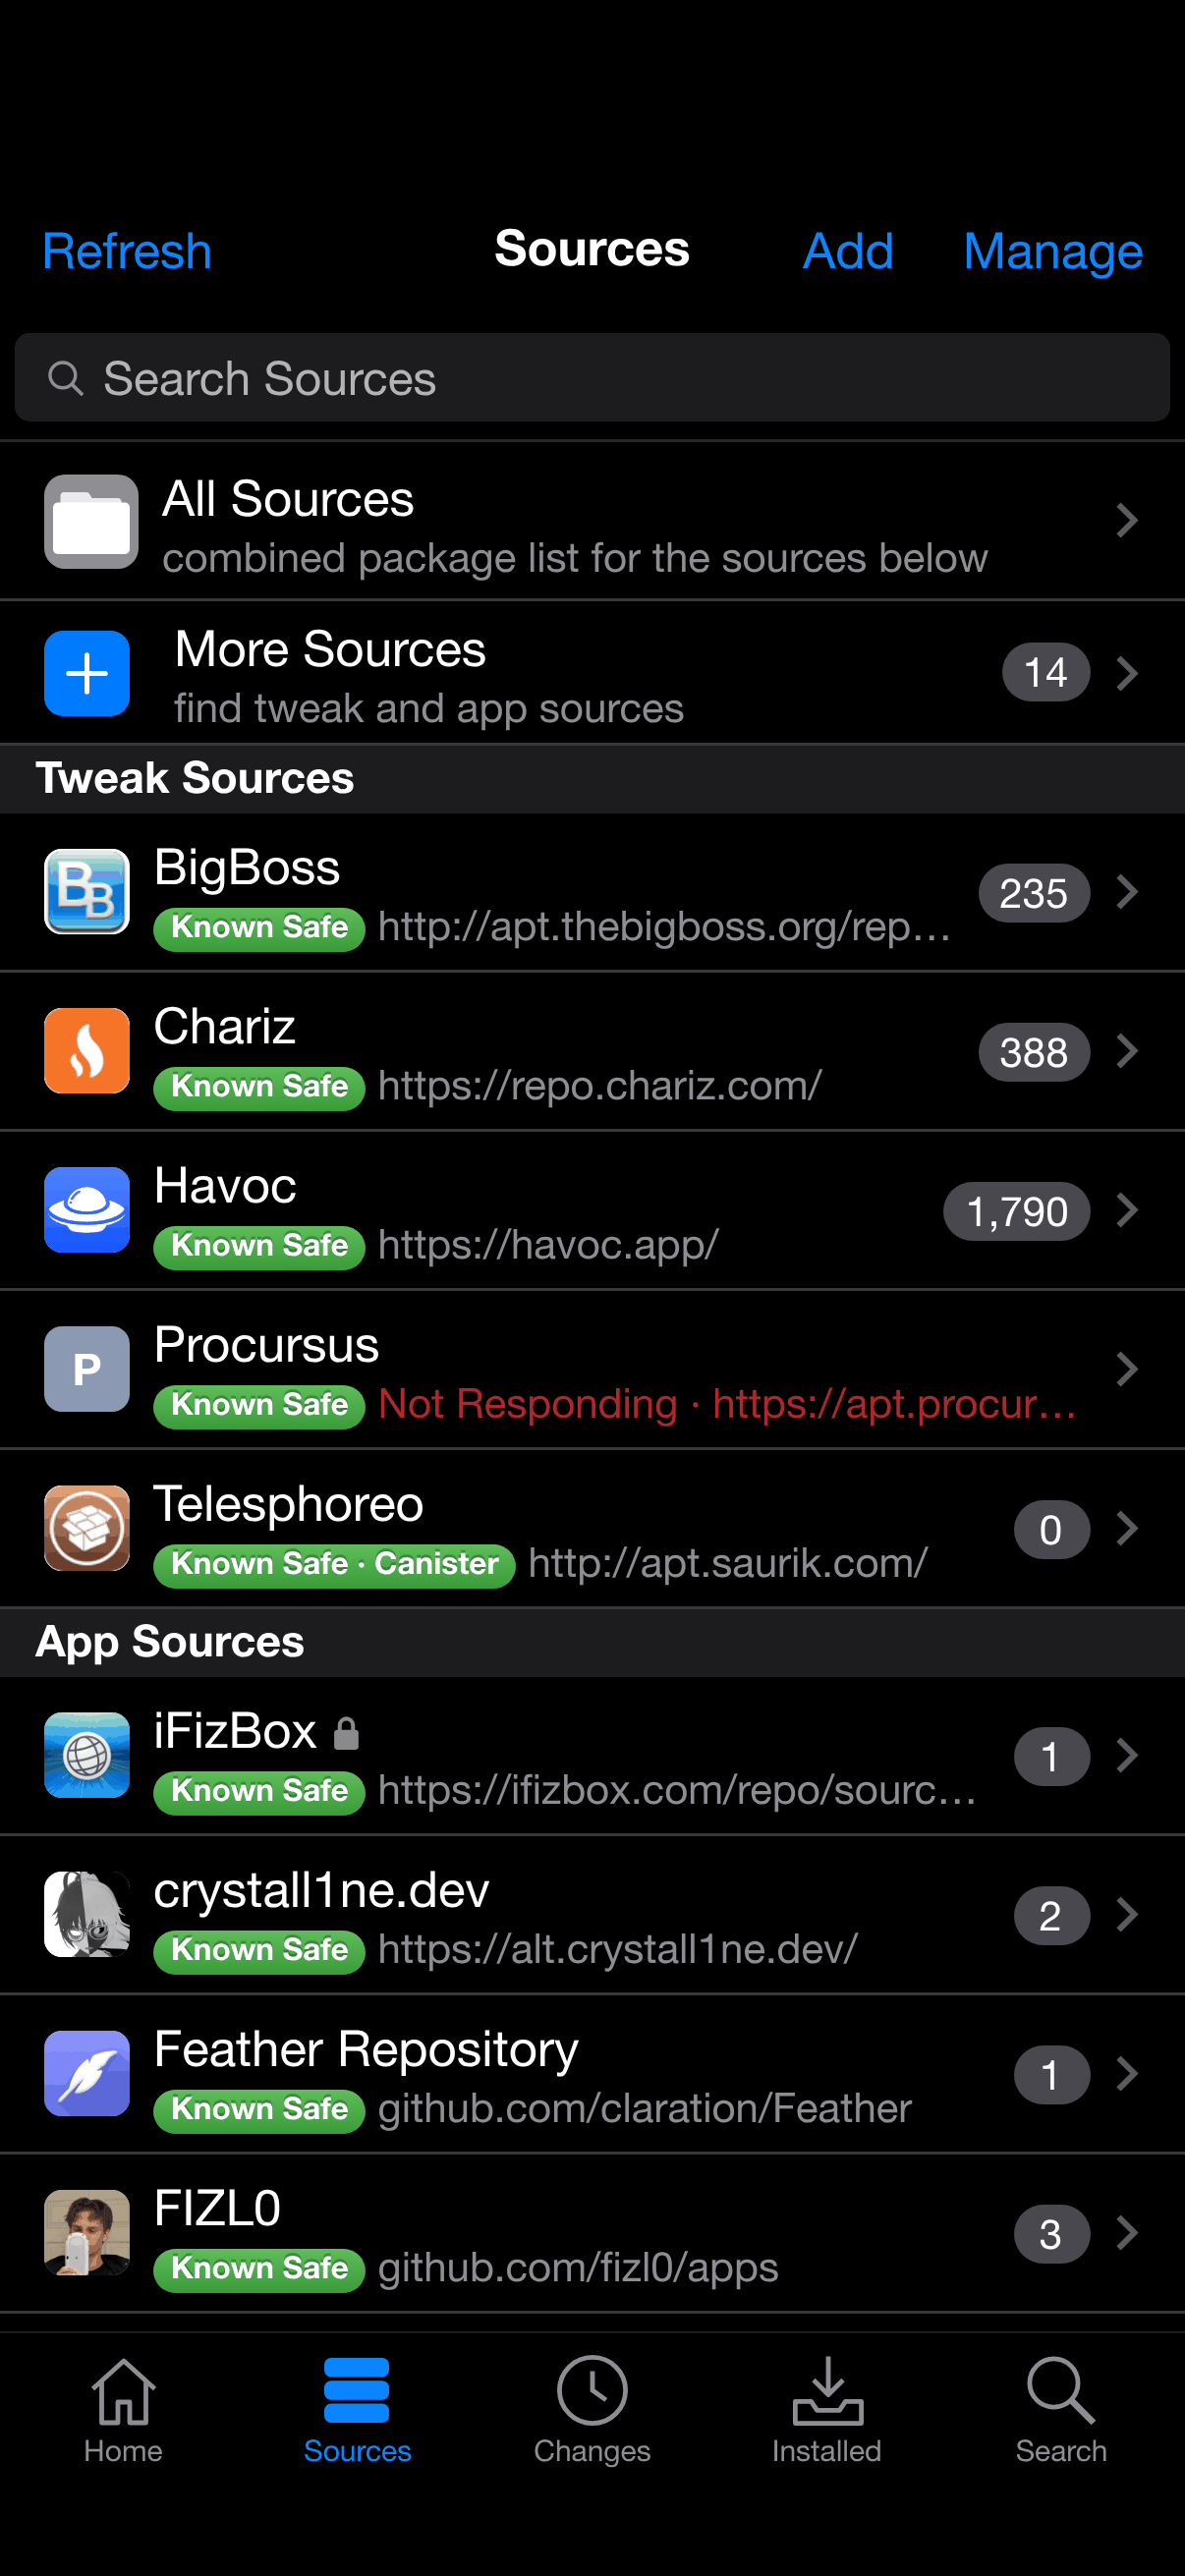 Refresh Sources Add Manage
Search Sources
All Sources
combined package list for the sources below
More Sources
find tweak and app sources
14
Tweak Sources
BB
BigBoss
Known Safe http://apt.thebigboss.org/rep...
235
Chariz
Known Safe https://repo.chariz.com/
388
Havoc
Known Safe https://havoc.app/
1,790
P
Procursus
Known Safe Not Responding · https://apt.procur...
Telesphoreo
Known Safe · Canister http://apt.saurik.com/
0
App Sources
iFizBox
Known Safe https://ifizbox.com/repo/sourc...
1
crystall1ne.dev
Known Safe https://alt.crystall1ne.dev/
2
Feather Repository
Known Safe github.com/claration/Feather
1
FIZL0
Known Safe github.com/fizl0/apps
3
Home Sources Changes Installed Search